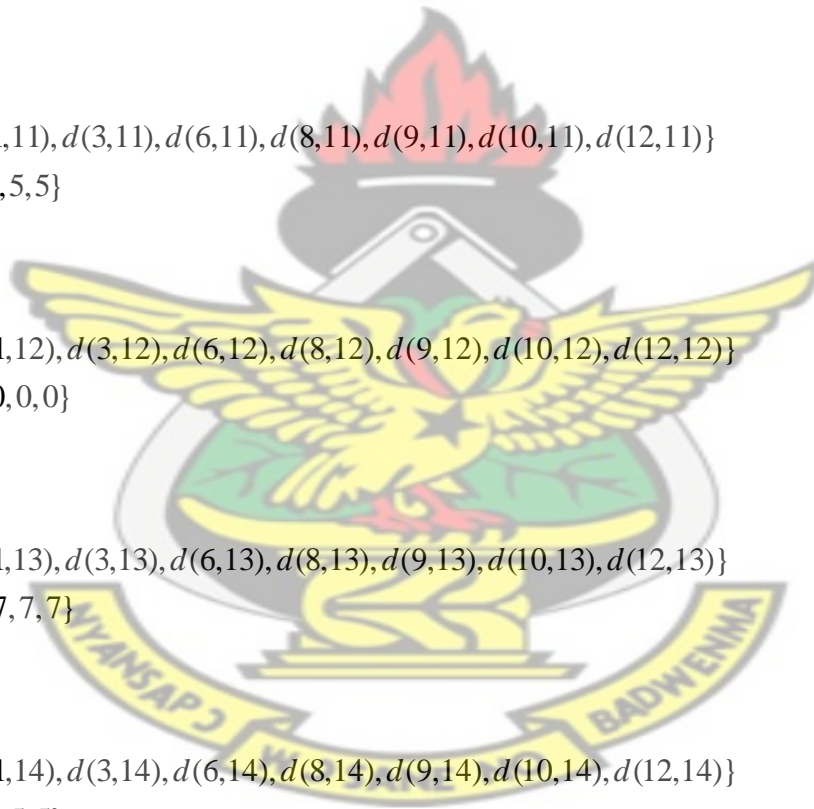 ,11), d(3,11), d(6,11), d(8,11), d(9,11), d(10,11), d(12,11)}
,5,5}
,12), d(3,12), d(6,12), d(8,12), d(9,12), d(10,12), d(12,12)}
0,0,0}
,13), d(3,13), d(6,13), d(8,13), d(9,13), d(10,13), d(12,13)}
7,7,7}
NYANSAPƆ
BADWENMA
,14), d(3,14), d(6,14), d(8,14), d(9,14), d(10,14), d(12,14)}